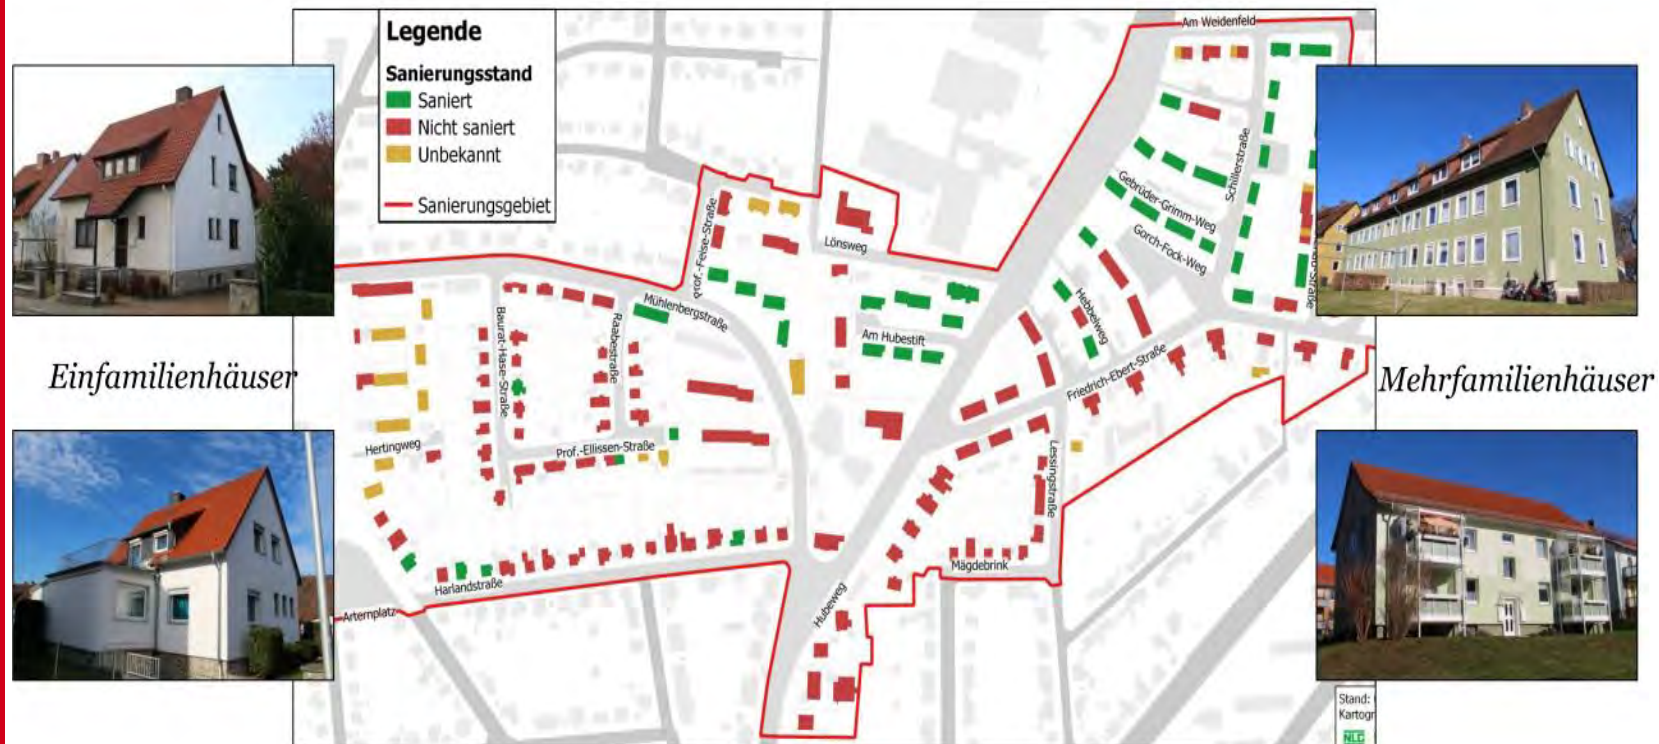 Legende
Sanierungsstand
Saniert
Nicht saniert
Unbekannt
Sanierungsgebiet
Am Weidenfeld
Schillerstraße
Gebrüder-Grimm-Weg
Gorch-Fock-Weg
Prof.-Feise-Straße
Lönsweg
Mühlenbergstraße
Hebbelweg
Am Hubestift
Baurat-Hase-Straße
Raabestraße
Friedrich-Ebert-Straße
Einfamilienhäuser
Mehrfamilienhäuser
Hertingweg
Prof.-Ellissen-Straße
Lessingstraße
Mägdebrink
Harlandstraße
Arternplatz
Hubeweg
Stand:
Kartogr
NLG